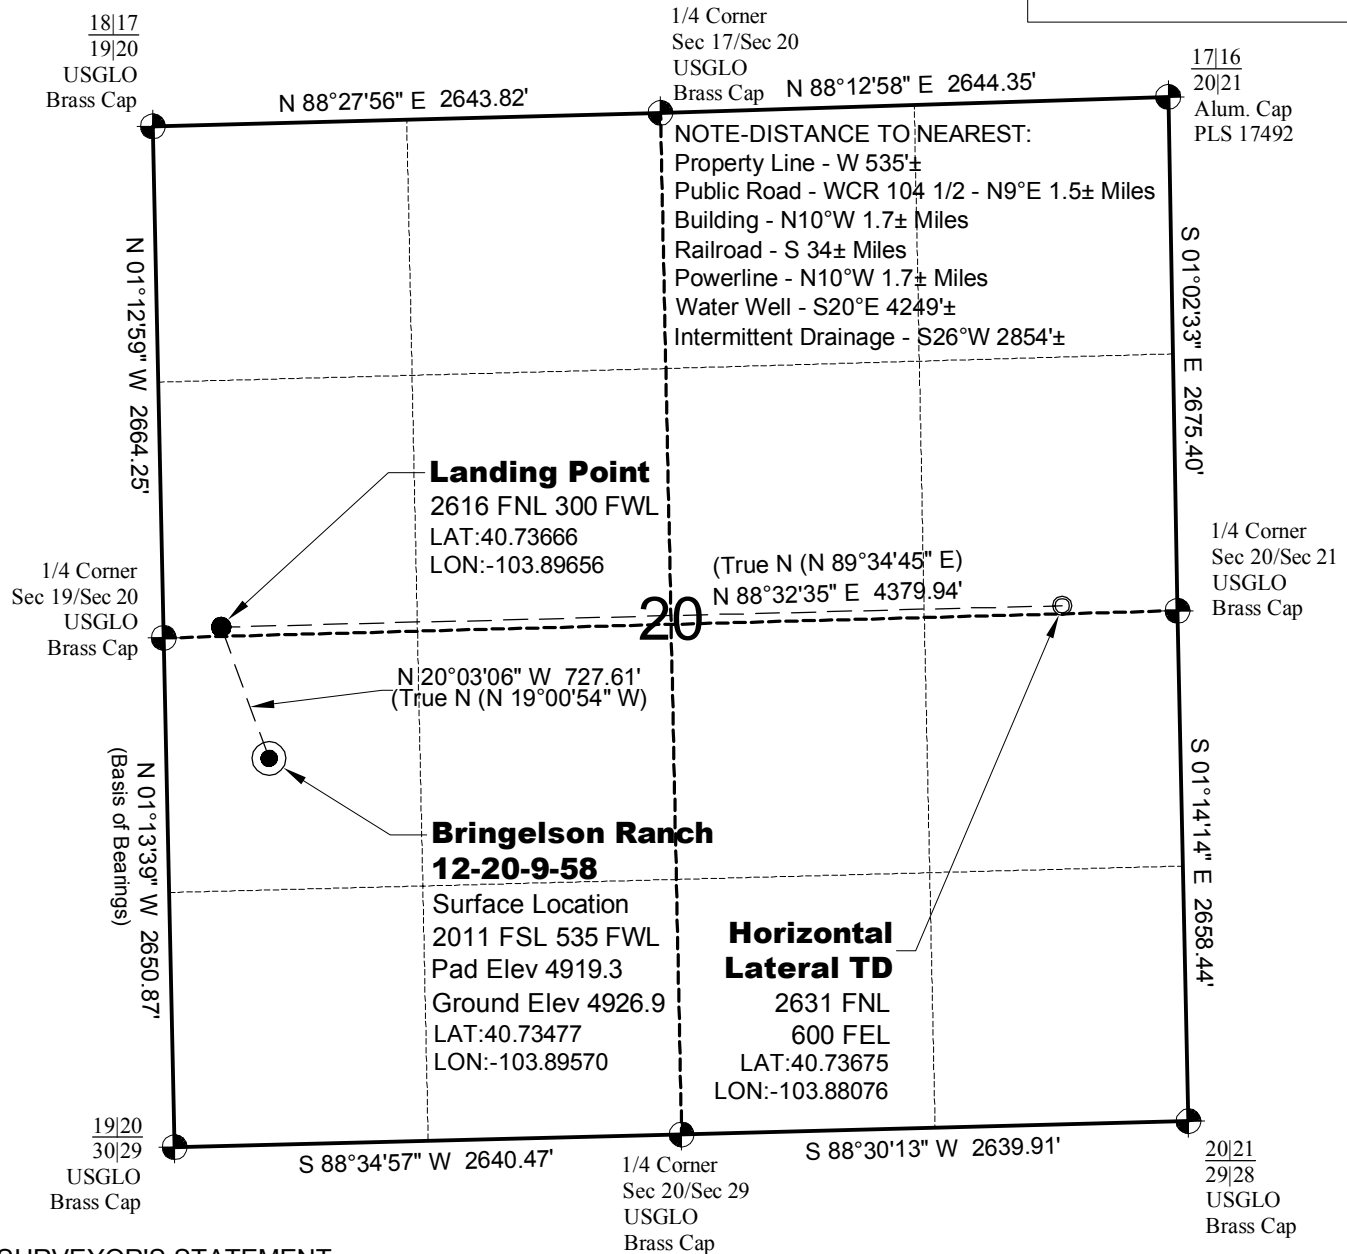 18|17
19|20
USGLO
Brass Cap
1/4 Corner
Sec 17/Sec 20
USGLO
Brass Cap
17|16
20|21
Alum. Cap
PLS 17492
N 88°27'56" E 2643.82'
N 88°12'58" E 2644.35'
NOTE-DISTANCE TO NEAREST:
Property Line - W 535'±
Public Road - WCR 104 1/2 - N9°E 1.5± Miles
Building - N10°W 1.7± Miles
Railroad - S 34± Miles
Powerline - N10°W 1.7± Miles
Water Well - S20°E 4249'±
Intermittent Drainage - S26°W 2854'±
N 01°12'59" W 2664.25'
S 01°02'33" E 2675.40'
Landing Point
2616 FNL 300 FWL
LAT:40.73666
LON:-103.89656
1/4 Corner
Sec 19/Sec 20
USGLO
Brass Cap
(True N (N 89°34'45" E)
N 88°32'35" E 4379.94'
20
1/4 Corner
Sec 20/Sec 21
USGLO
Brass Cap
N 20°03'06" W 727.61'
(True N (N 19°00'54" W)
N 01°13'39" W 2650.87'
(Basis of Bearings)
S 01°14'14" E 2658.44'
Bringelson Ranch
12-20-9-58
Surface Location
2011 FSL 535 FWL
Pad Elev 4919.3
Ground Elev 4926.9
LAT:40.73477
LON:-103.89570
Horizontal
Lateral TD
2631 FNL
600 FEL
LAT:40.73675
LON:-103.88076
19|20
30|29
USGLO
Brass Cap
S 88°34'57" W 2640.47'
1/4 Corner
Sec 20/Sec 29
USGLO
Brass Cap
S 88°30'13" W 2639.91'
20|21
29|28
USGLO
Brass Cap
SURVEYOR'S STATEMENT